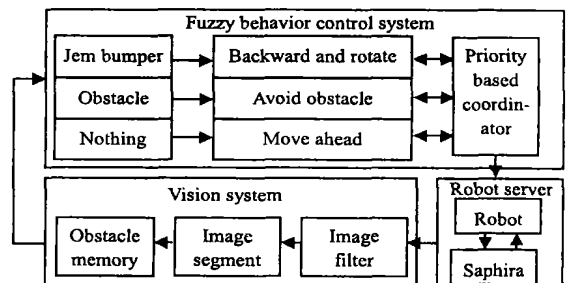 Fuzzy behavior control system
Jem bumper
Backward and rotate
Priority
based
coordin-
ator
Obstacle
Avoid obstacle
Nothing
Move ahead
Vision system
Robot server
Obstacle
memory
Image
segment
Image
filter
Robot
Saphira